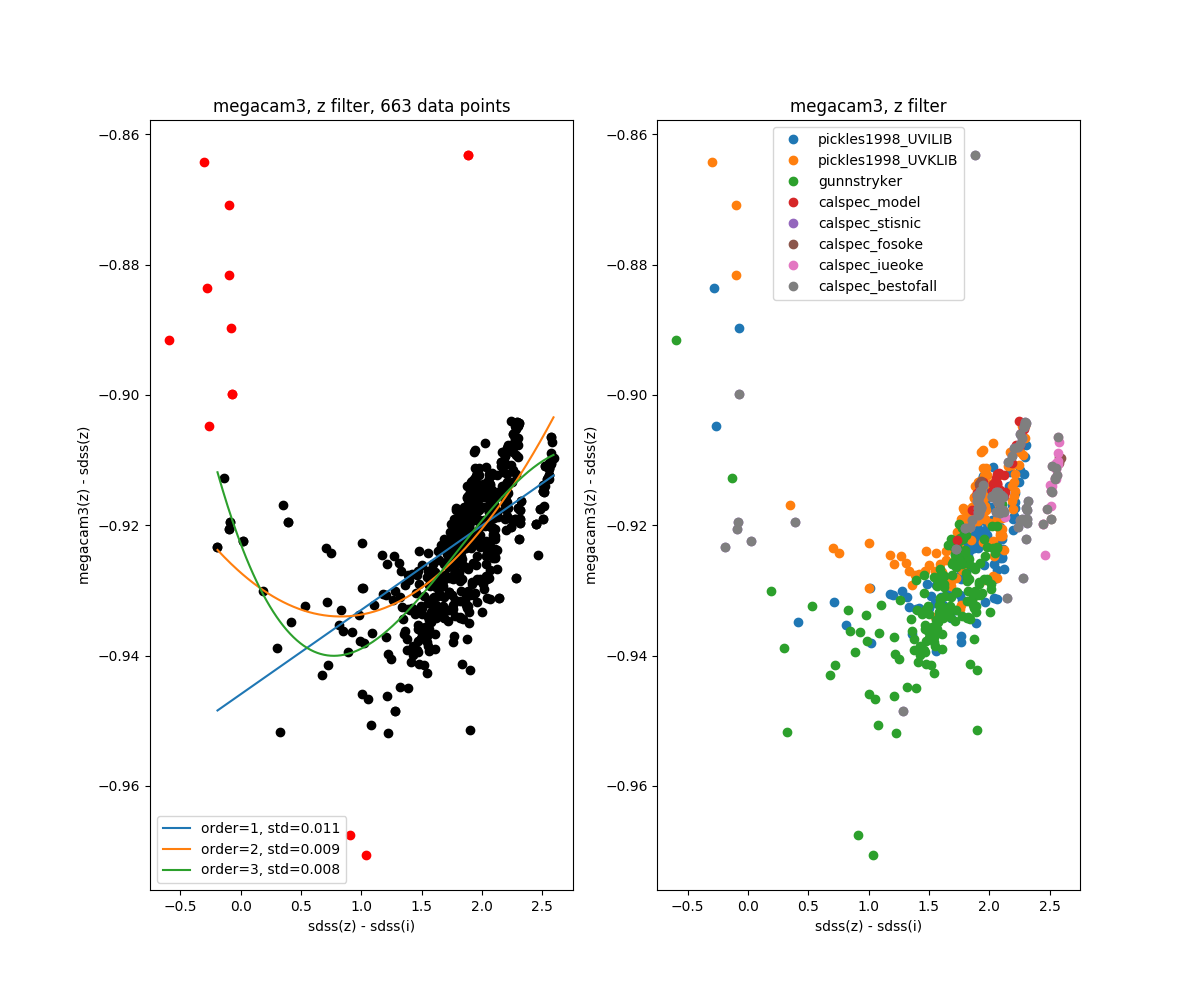 megacam3, z filter, 663 data points
megacam3(z) - sdss(z)
−0.86
−0.88
−0.90
−0.92
−0.94
−0.96
order=1, std=0.011
order=2, std=0.009
order=3, std=0.008
−0.5
0.0
0.5
1.0
1.5
2.0
2.5
sdss(z) - sdss(i)
megacam3, z filter
megacam3(z) - sdss(z)
−0.86
−0.88
−0.90
−0.92
−0.94
−0.96
pickles1998_UVILIB
pickles1998_UVKLIB
gunnstryker
calspec_model
calspec_stisnic
calspec_fosoke
calspec_iueoke
calspec_bestofall
−0.5
0.0
0.5
1.0
1.5
2.0
2.5
sdss(z) - sdss(i)